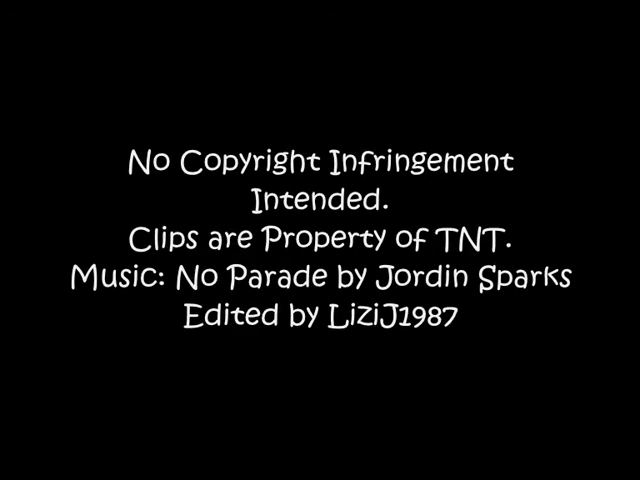 No Copyright Infringement
Intended.
Clips are Property of TNT.
Music: No Parade by Jordin Sparks
Edited by LiziJ1987